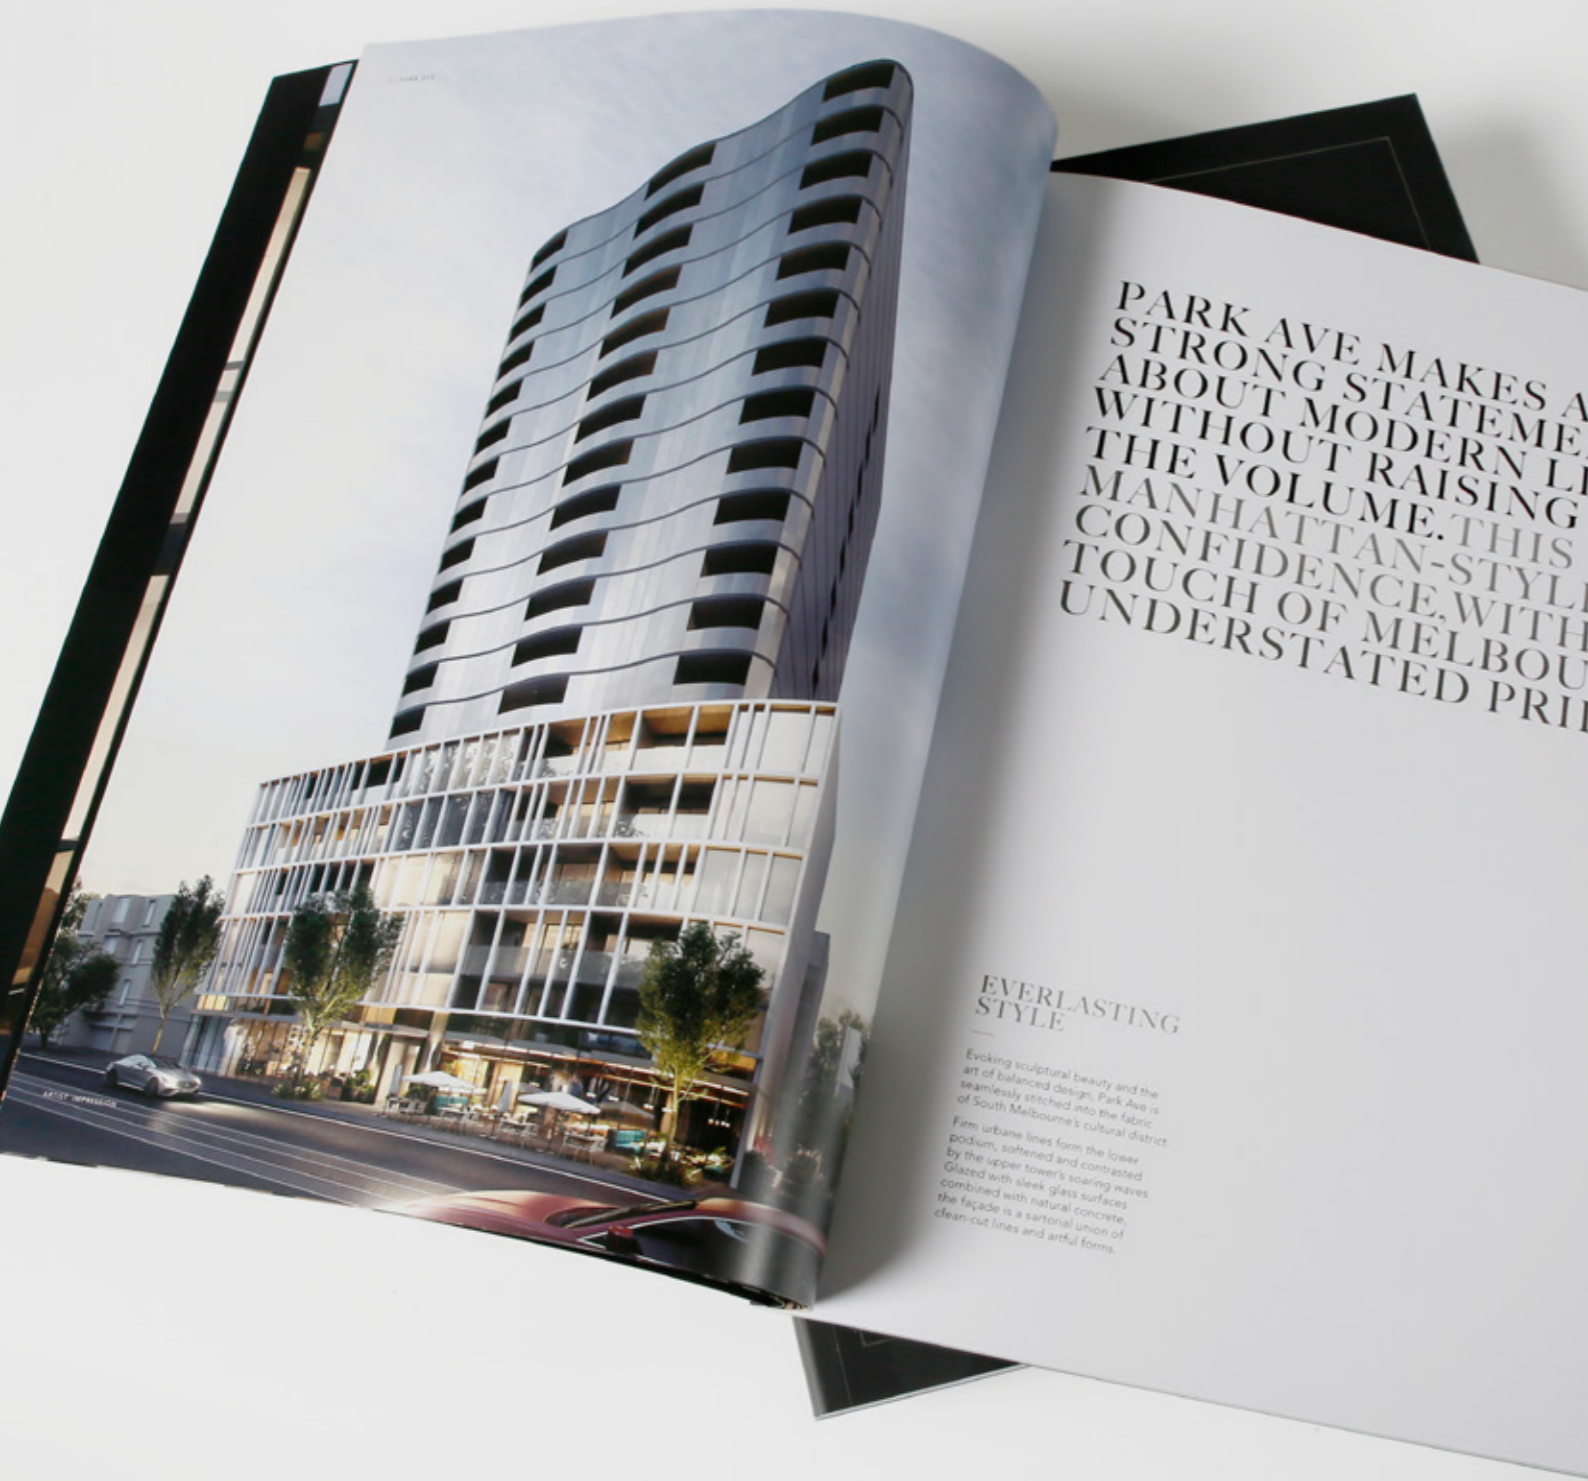 PARK AVE
ARTIST IMPRESSION
PARK AVE MAKES A
STRONG STATEME
ABOUT MODERN LI
WITHOUT RAISING
THE VOLUME. THIS
MANHATTAN-STYLE
CONFIDENCE, WITH
TOUCH OF MELBOU
UNDERSTATED PRI
EVERLASTING
STYLE
Evoking sculptural beauty and the
art of balanced design, Park Ave is
seamlessly stitched into the fabric
of South Melbourne's cultural district.
Firm urbane lines form the lower
podium, softened and contrasted
by the upper tower's soaring waves.
Glazed with sleek glass surfaces
combined with natural concrete,
the façade is a sartorial union of
clean-cut lines and artful forms.